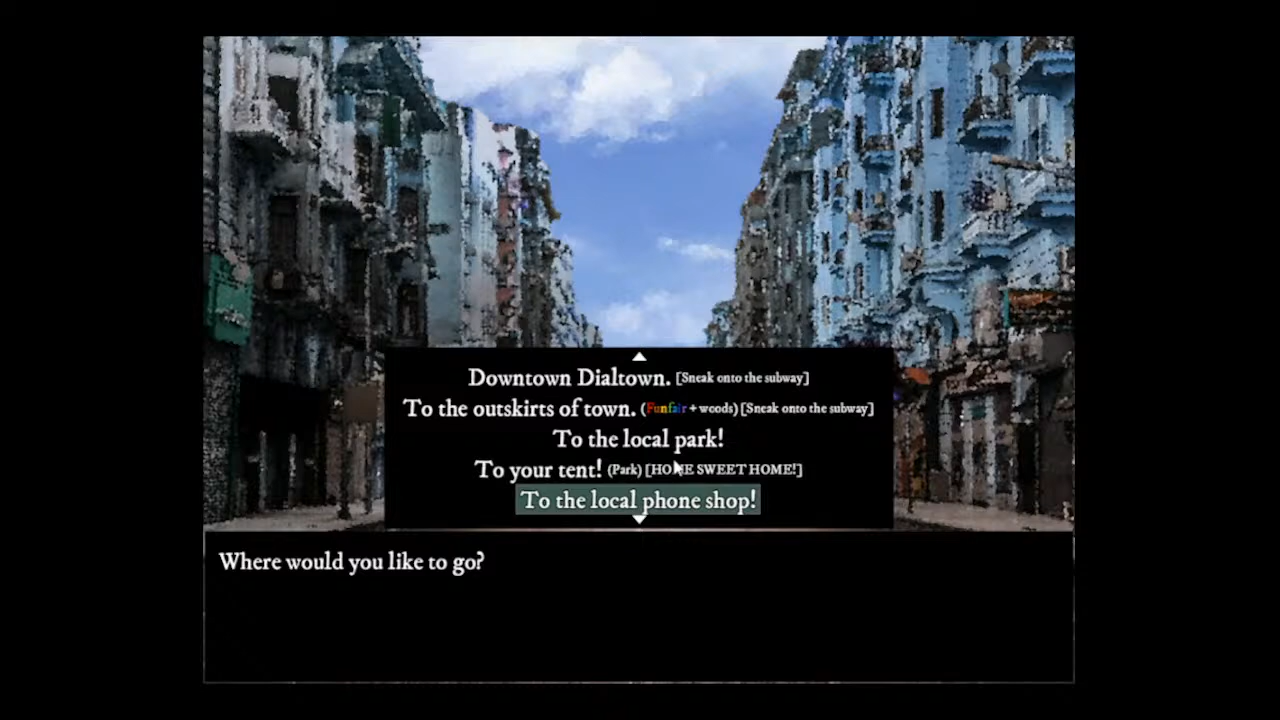 Downtown Dialtown. [Sneak onto the subway]
To the outskirts of town. (Funfair + woods) [Sneak onto the subway]
To the local park!
To your tent! (Park) [HOME SWEET HOME!]
To the local phone shop!
Where would you like to go?